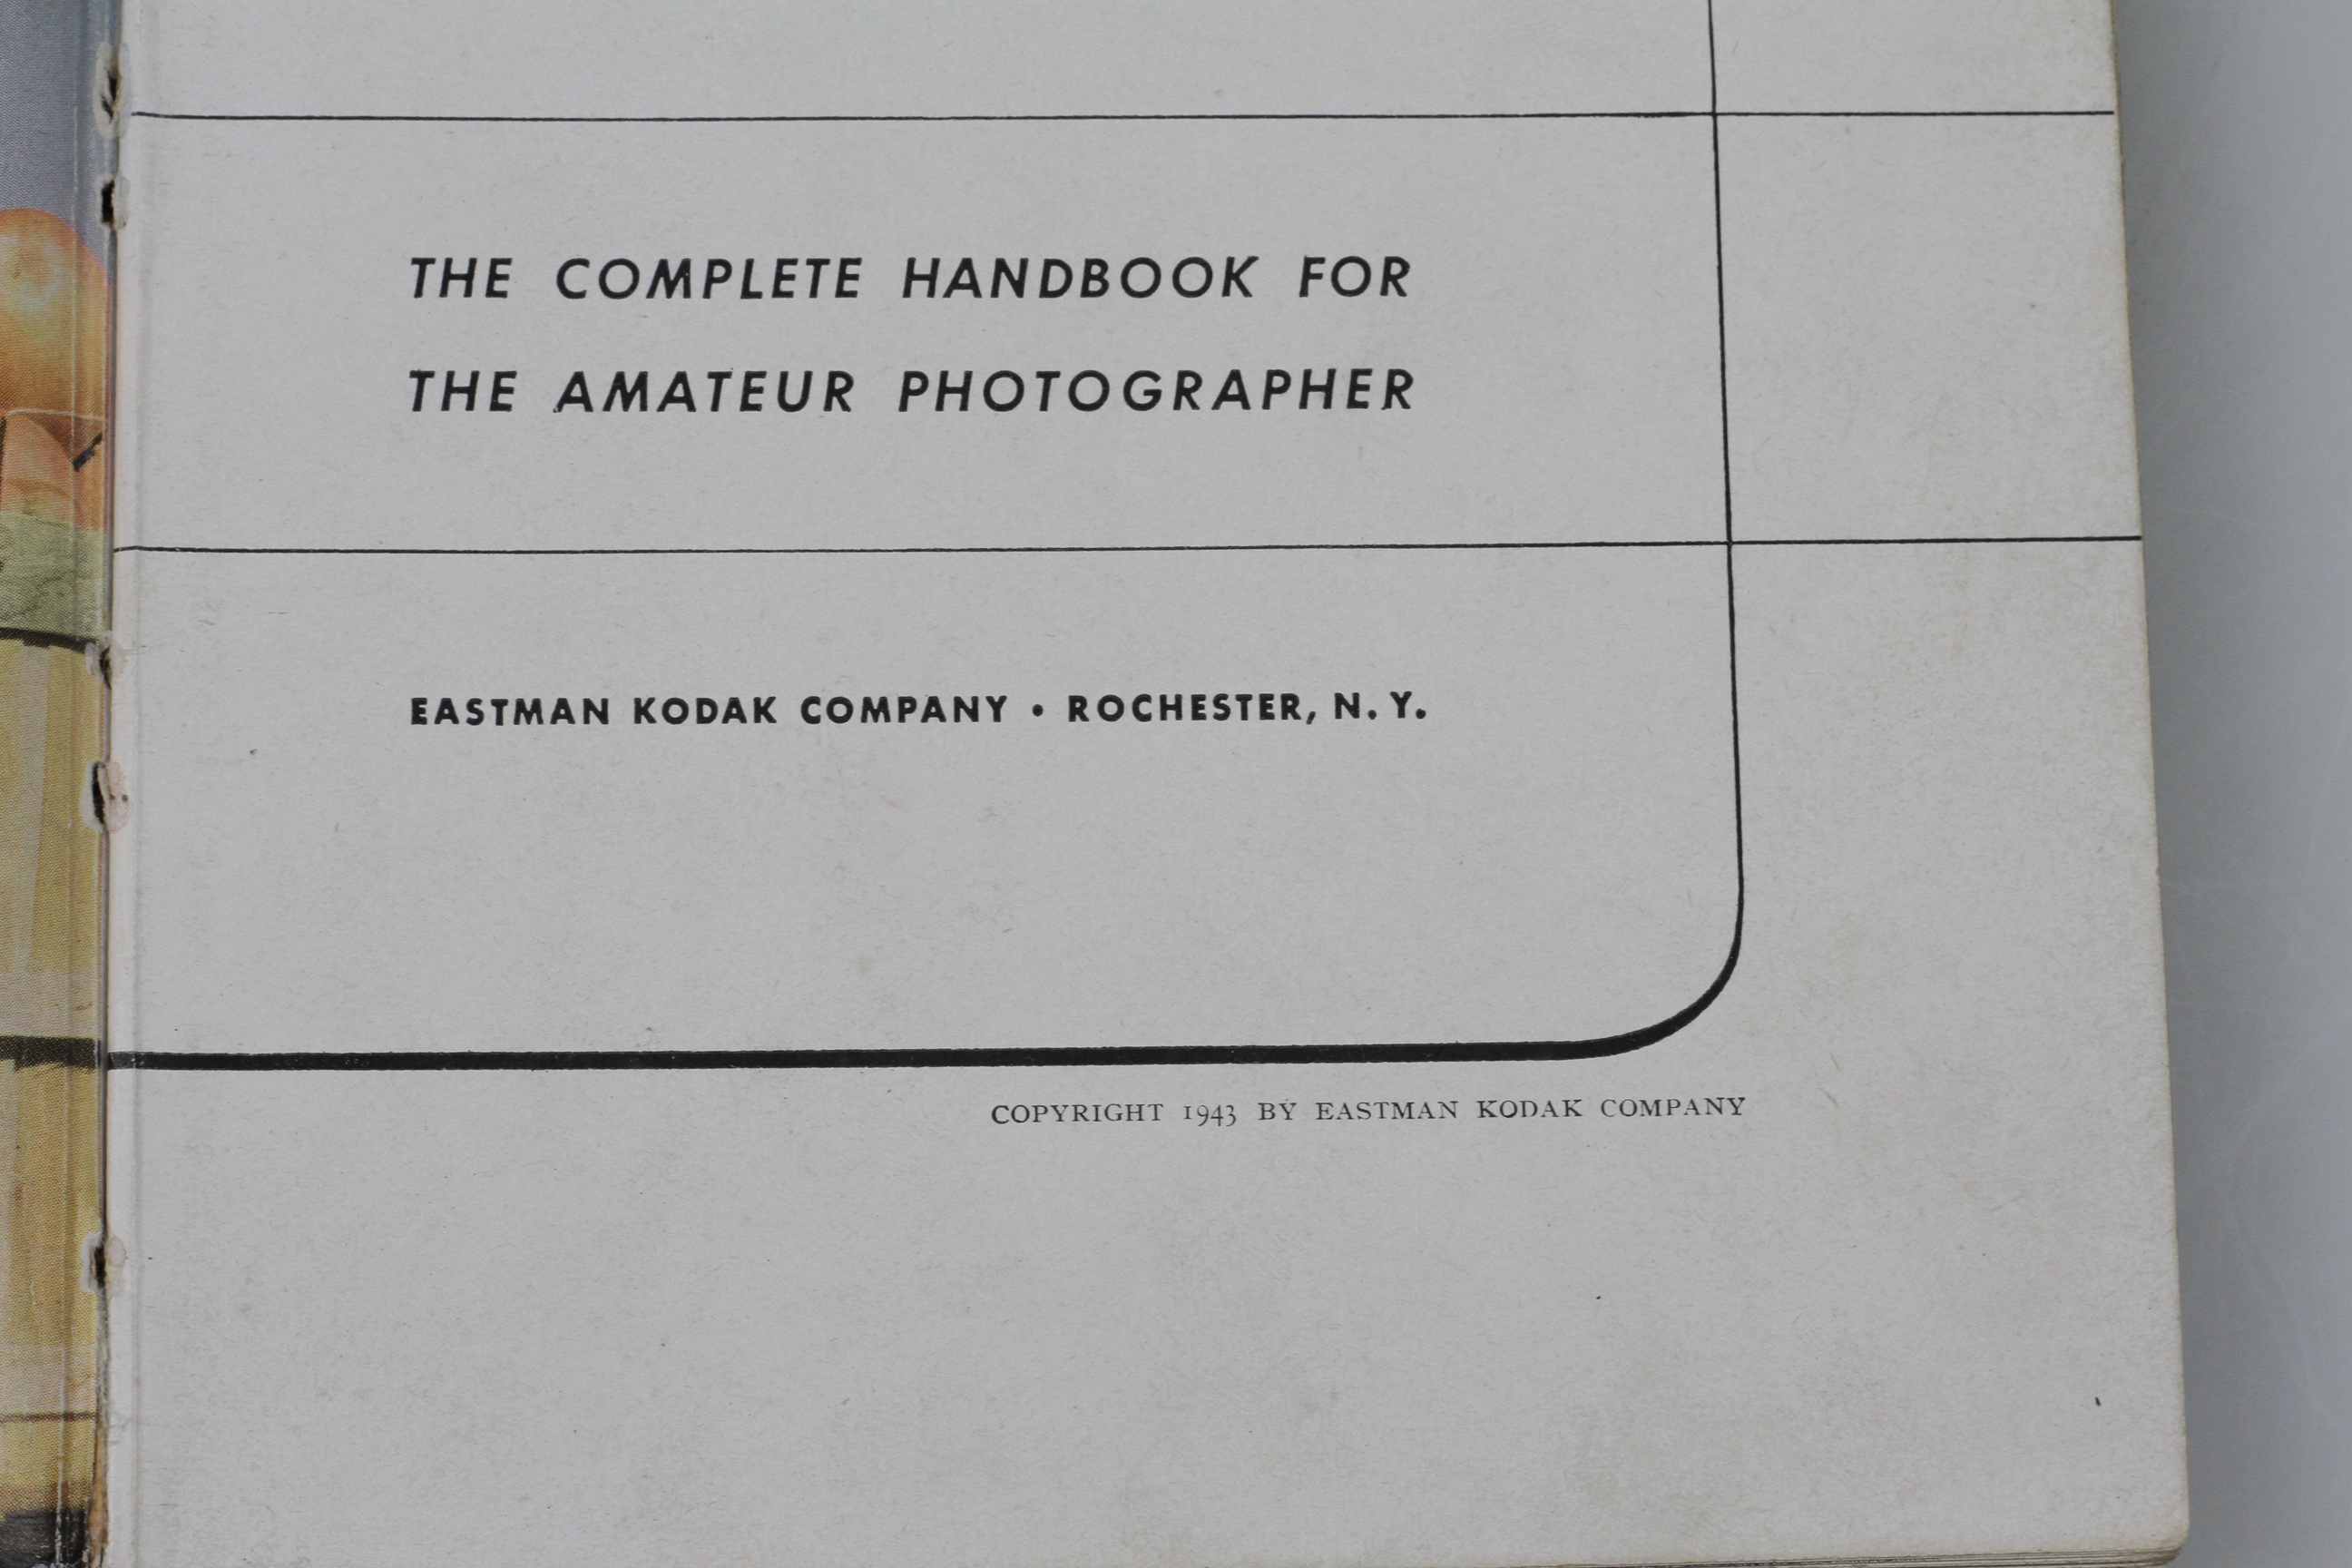 THE COMPLETE HANDBOOK FOR
THE AMATEUR PHOTOGRAPHER
EASTMAN KODAK COMPANY • ROCHESTER, N. Y.
COPYRIGHT 1943 BY EASTMAN KODAK COMPANY